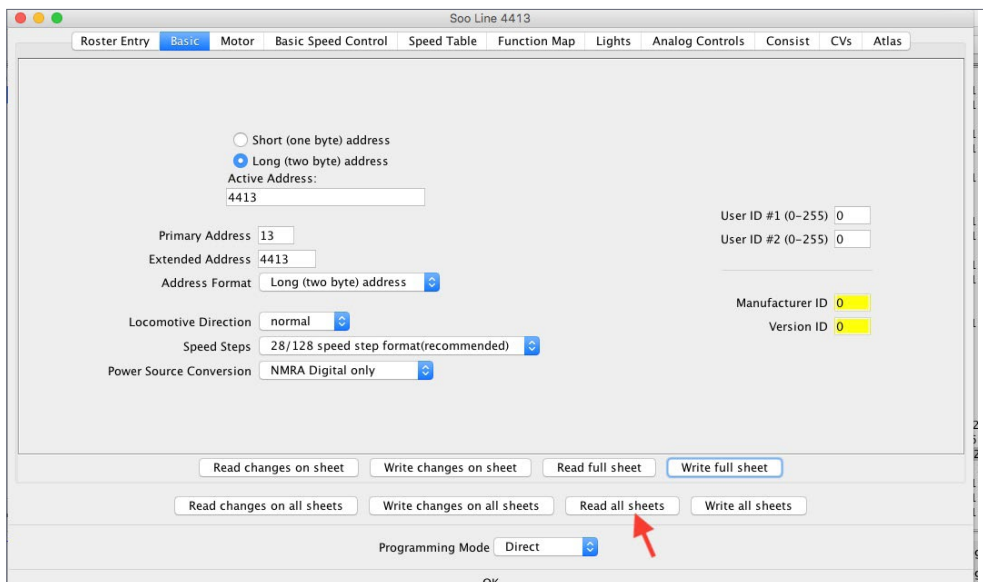 Soo Line 4413
Roster Entry Basic Motor Basic Speed Control Speed Table Function Map Lights Analog Controls Consist CVs Atlas
Short (one byte) address
Long (two byte) address
Active Address:
4413
User ID #1 (0-255) 0
Primary Address 13
User ID #2 (0-255) 0
Extended Address 4413
Address Format Long (two byte) address
Manufacturer ID 0
Locomotive Direction normal
Version ID 0
Speed Steps 28/128 speed step format(recommended)
Power Source Conversion NMRA Digital only
Read changes on sheet Write changes on sheet Read full sheet Write full sheet
Read changes on all sheets Write changes on all sheets Read all sheets Write all sheets
Programming Mode Direct
OK